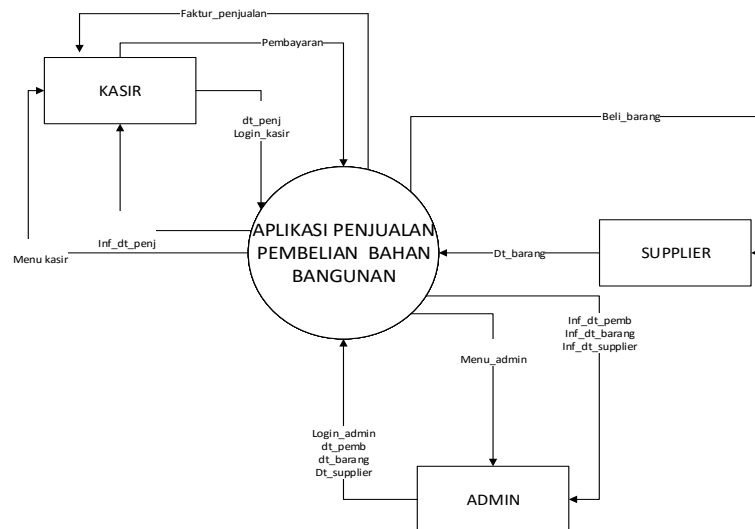 Faktur_penjualan
Pembayaran
KASIR
dt_penj
Login_kasir
Beli_barang
APLIKASI PENJUALAN
PEMBELIAN BAHAN
BANGUNAN
Inf_dt_penj
Menu kasir
Dt_barang
SUPPLIER
Inf_dt_pemb
Inf_dt_barang
Inf_dt_supplier
Menu_admin
Login_admin
dt_pemb
dt_barang
Dt_supplier
ADMIN